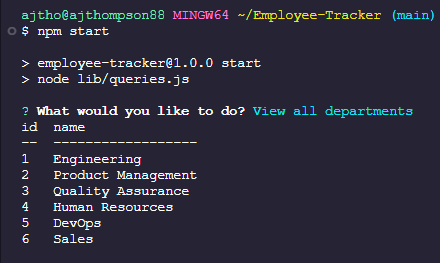 ajtho@ajthompson88 MINGW64 ~/Employee-Tracker (main)
$ npm start
> employee-tracker@1.0.0 start
> node lib/queries.js
? What would you like to do? View all departments
id  name
--  ------------------
1   Engineering
2   Product Management
3   Quality Assurance
4   Human Resources
5   DevOps
6   Sales